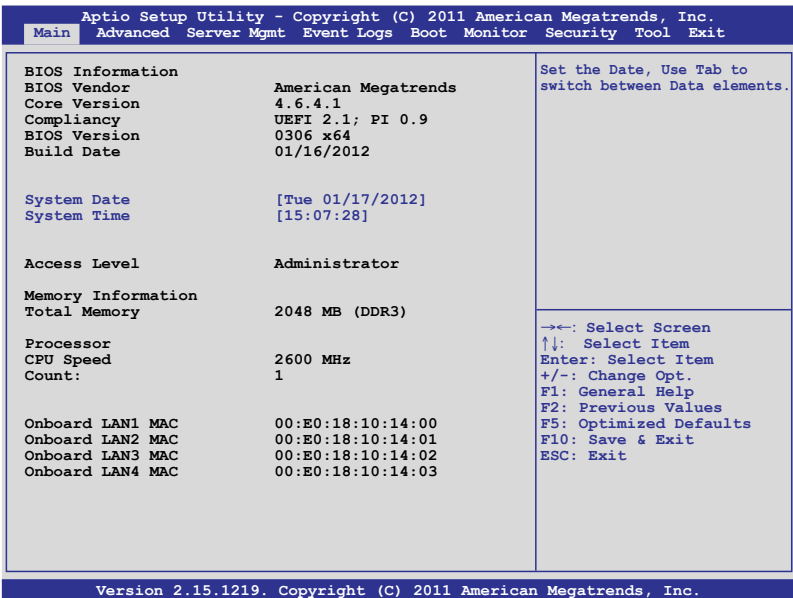 Aptio Setup Utility - Copyright (C) 2011 American Megatrends, Inc.
Main Advanced Server Mgmt Event Logs Boot Monitor Security Tool Exit
BIOS Information
BIOS Vendor American Megatrends
Core Version 4.6.4.1
Compliancy UEFI 2.1; PI 0.9
BIOS Version 0306 x64
Build Date 01/16/2012
System Date [Tue 01/17/2012]
System Time [15:07:28]
Access Level Administrator
Memory Information
Total Memory 2048 MB (DDR3)
Processor
CPU Speed 2600 MHz
Count: 1
Onboard LAN1 MAC 00:E0:18:10:14:00
Onboard LAN2 MAC 00:E0:18:10:14:01
Onboard LAN3 MAC 00:E0:18:10:14:02
Onboard LAN4 MAC 00:E0:18:10:14:03
Set the Date, Use Tab to
switch between Data elements.
→←: Select Screen
↑↓: Select Item
Enter: Select Item
+/-: Change Opt.
F1: General Help
F2: Previous Values
F5: Optimized Defaults
F10: Save & Exit
ESC: Exit
Version 2.15.1219. Copyright (C) 2011 American Megatrends, Inc.